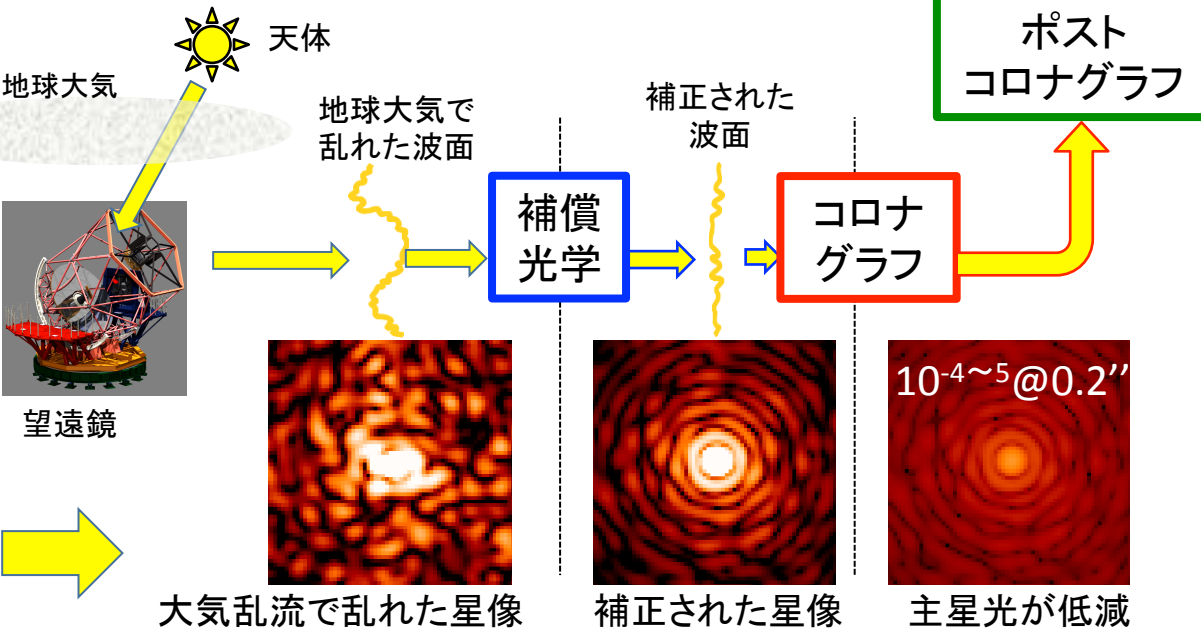 天体
地球大気
地球大気で
乱れた波面
補正された
波面
ポスト
コロナグラフ
補償
光学
コロナ
グラフ
望遠鏡
10-4~5@0.2’’
大気乱流で乱れた星像
補正された星像
主星光が低減